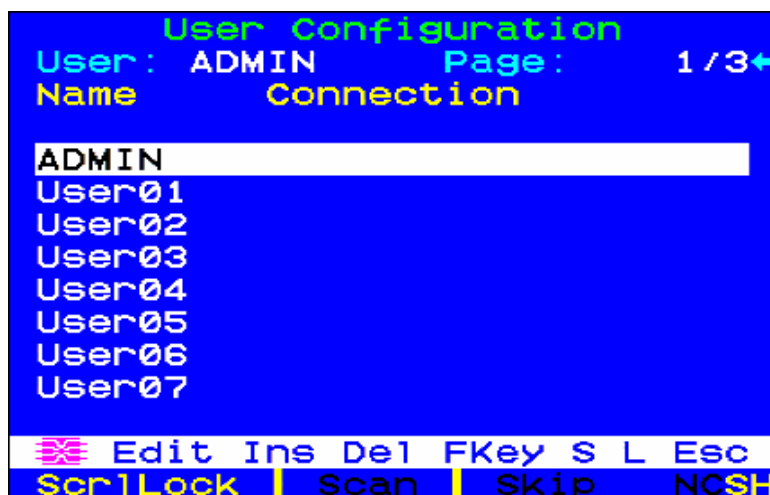 User Configuration
User: ADMIN Page: 1/3
Name Connection
ADMIN
User01
User02
User03
User04
User05
User06
User07
Edit Ins Del FKey S L Esc
ScrlLock Scan Skip NCSH